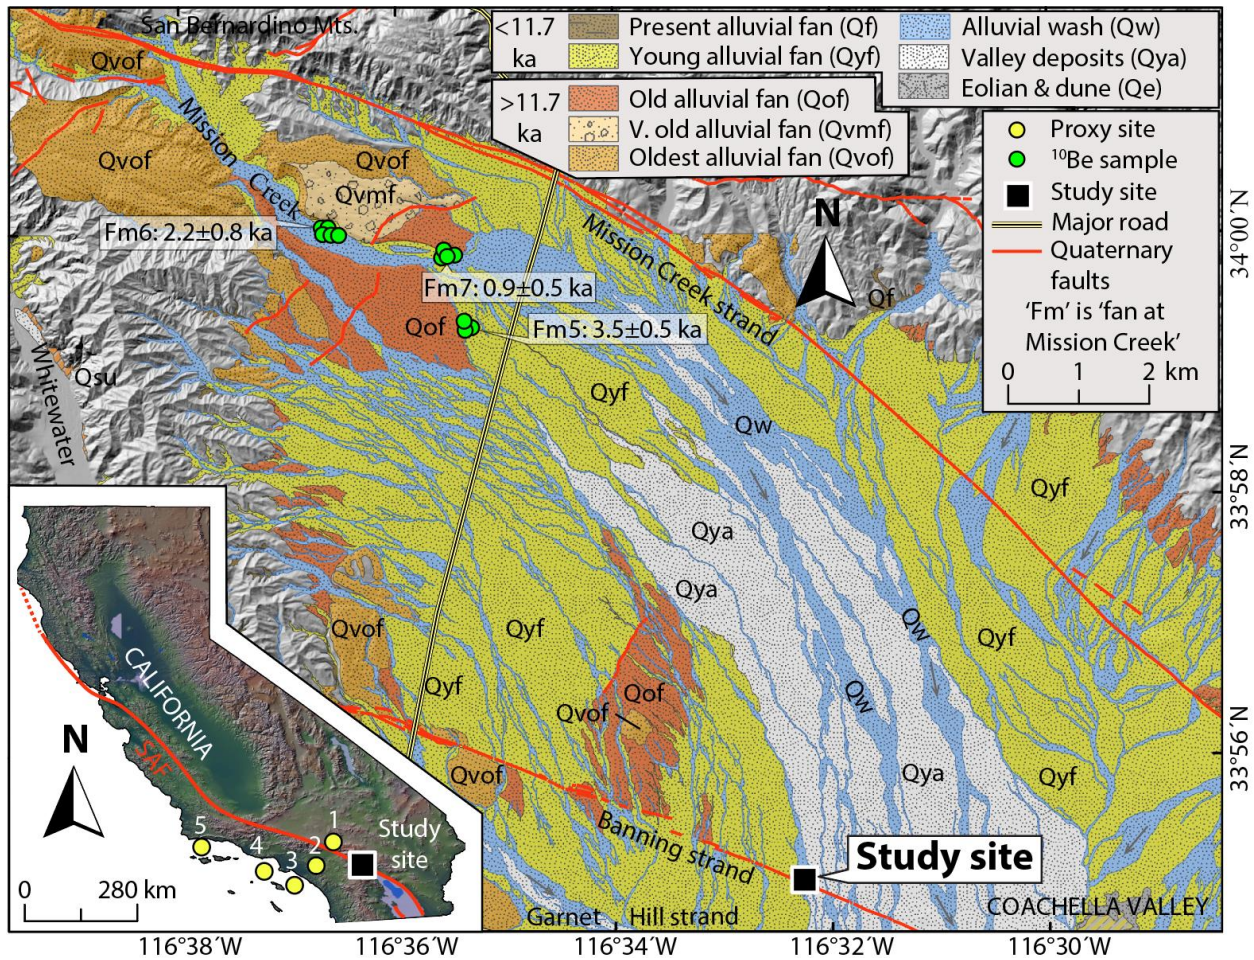 San Bernardino Mts.
<11.7
ka
Present alluvial fan (Qf)
Young alluvial fan (Qyf)
Alluvial wash (Qw)
Valley deposits (Qya)
Eolian & dune (Qe)
>11.7
ka
Old alluvial fan (Qof)
V. old alluvial fan (Qvmf)
Oldest alluvial fan (Qvof)
Proxy site
¹⁰Be sample
Study site
Major road
Quaternary
faults
'Fm' is 'fan at
Mission Creek'
0 1 2 km
N
Qvof
Mission
Creek
Qvof
Qvof
Qvmf
Fm6: 2.2±0.8 ka
Fm7: 0.9±0.5 ka
Qof
Fm5: 3.5±0.5 ka
Mission Creek strand
Qf
Qsu
Whitewater
Qyf
Qw
Qyf
Qya
Qya
Qvof
Qyf
Qw
Qyf
Qyf
Qof
Qvof
Qw
Qvof
Qya
Qyf
Banning strand
Study site
Garnet Hill strand
COACHELLA VALLEY
CALIFORNIA
SAF
N
1
2
3
4
5
Study
site
0 280 km
34°00´N
33°58´N
33°56´N
116°38´W
116°36´W
116°34´W
116°32´W
116°30´W